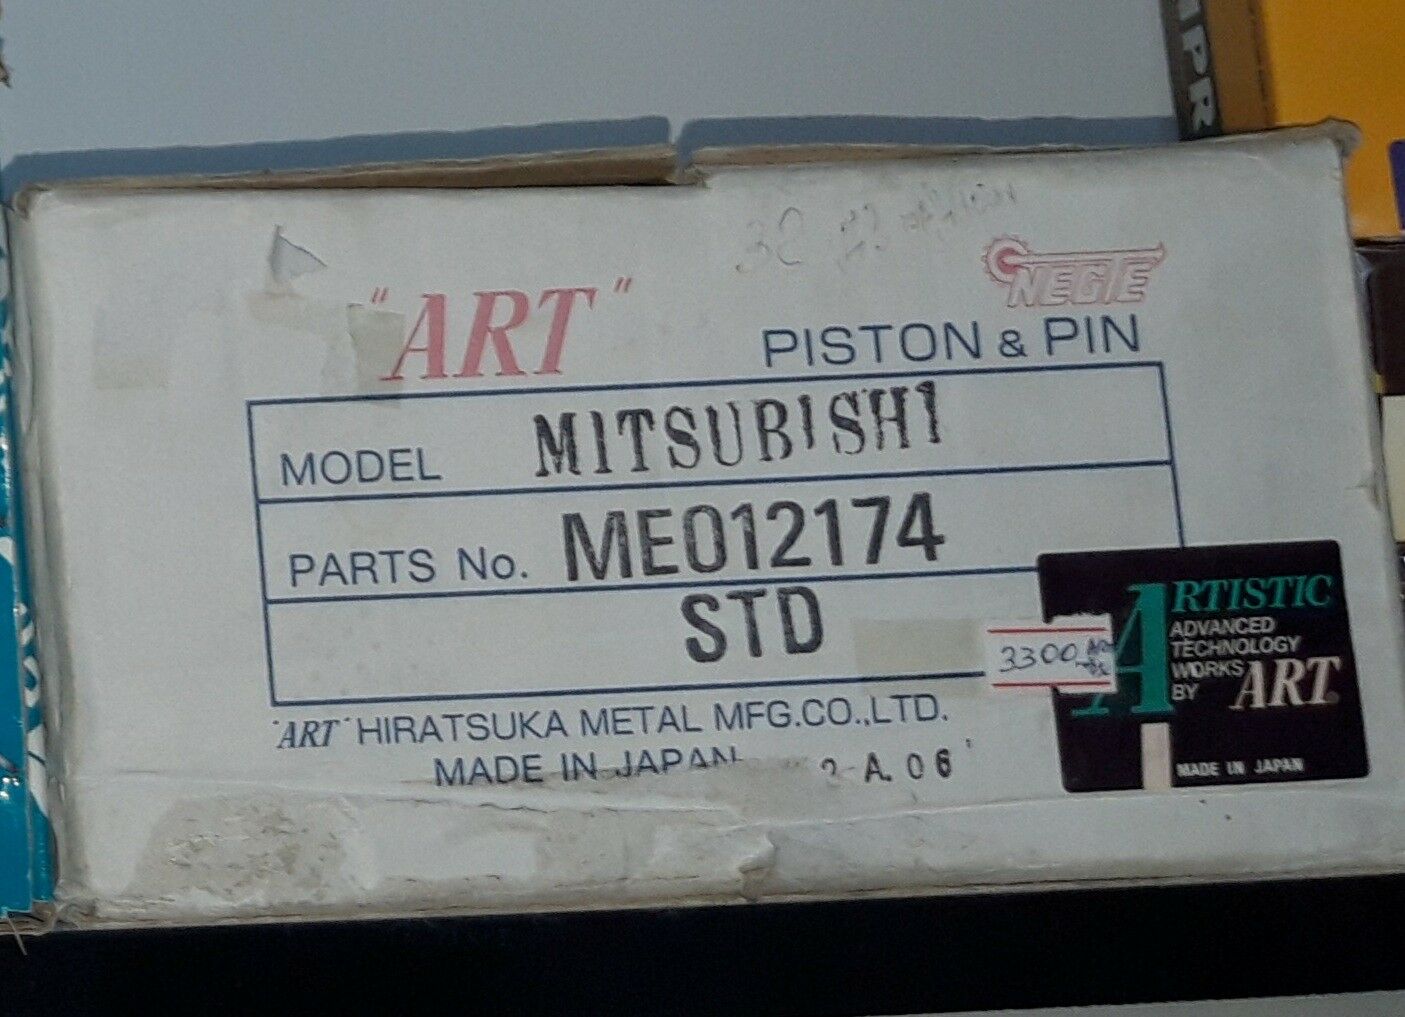 "ART"
NEGIE
PISTON & PIN
MODEL MITSUBISHI
PARTS No. ME012174
STD
3300
ARTISTIC
ADVANCED
TECHNOLOGY
WORKS
BY ART
MADE IN JAPAN
"ART" HIRATSUKA METAL MFG.CO.,LTD.
MADE IN JAPAN
A. 06